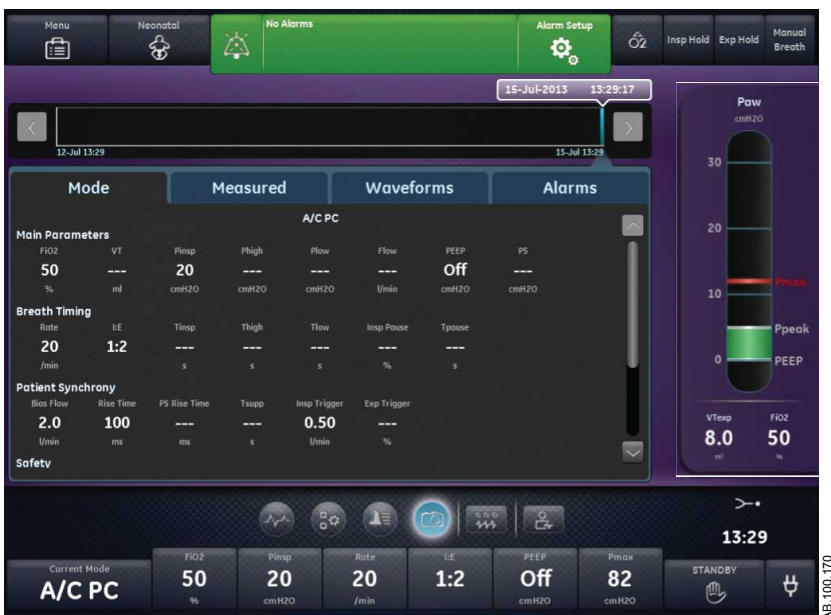 Menu
Neonatal
No Alarms
Alarm Setup
O2
Insp Hold
Exp Hold
Manual
Breath
15-Jul-2013 13:29:17
12-Jul 13:29
15-Jul 13:29
Mode
Measured
Waveforms
Alarms
A/C PC
Main Parameters
FiO2 VT Pinsp Phigh Plow Flow PEEP PS
50 --- 20 --- --- --- Off ---
% ml cmH2O cmH2O cmH2O l/min cmH2O cmH2O
Breath Timing
Rate I:E Tinsp Thigh Tlow Insp Pause Tpause
20 1:2 --- --- --- --- ---
/min s s s % s
Patient Synchrony
Bias Flow Rise Time PS Rise Time Tsupp Insp Trigger Exp Trigger
2.0 100 --- --- 0.50 ---
l/min ms ms s l/min %
Safety
Paw
cmH2O
30
20
Pmax
10
Ppeak
0
PEEP
VTexp FiO2
8.0 50
ml %
13:29
Current Mode
A/C PC
FiO2
50
%
Pinsp
20
cmH2O
Rate
20
/min
I:E
1:2
PEEP
Off
cmH2O
Pmax
82
cmH2O
STANDBY
AB.100.170